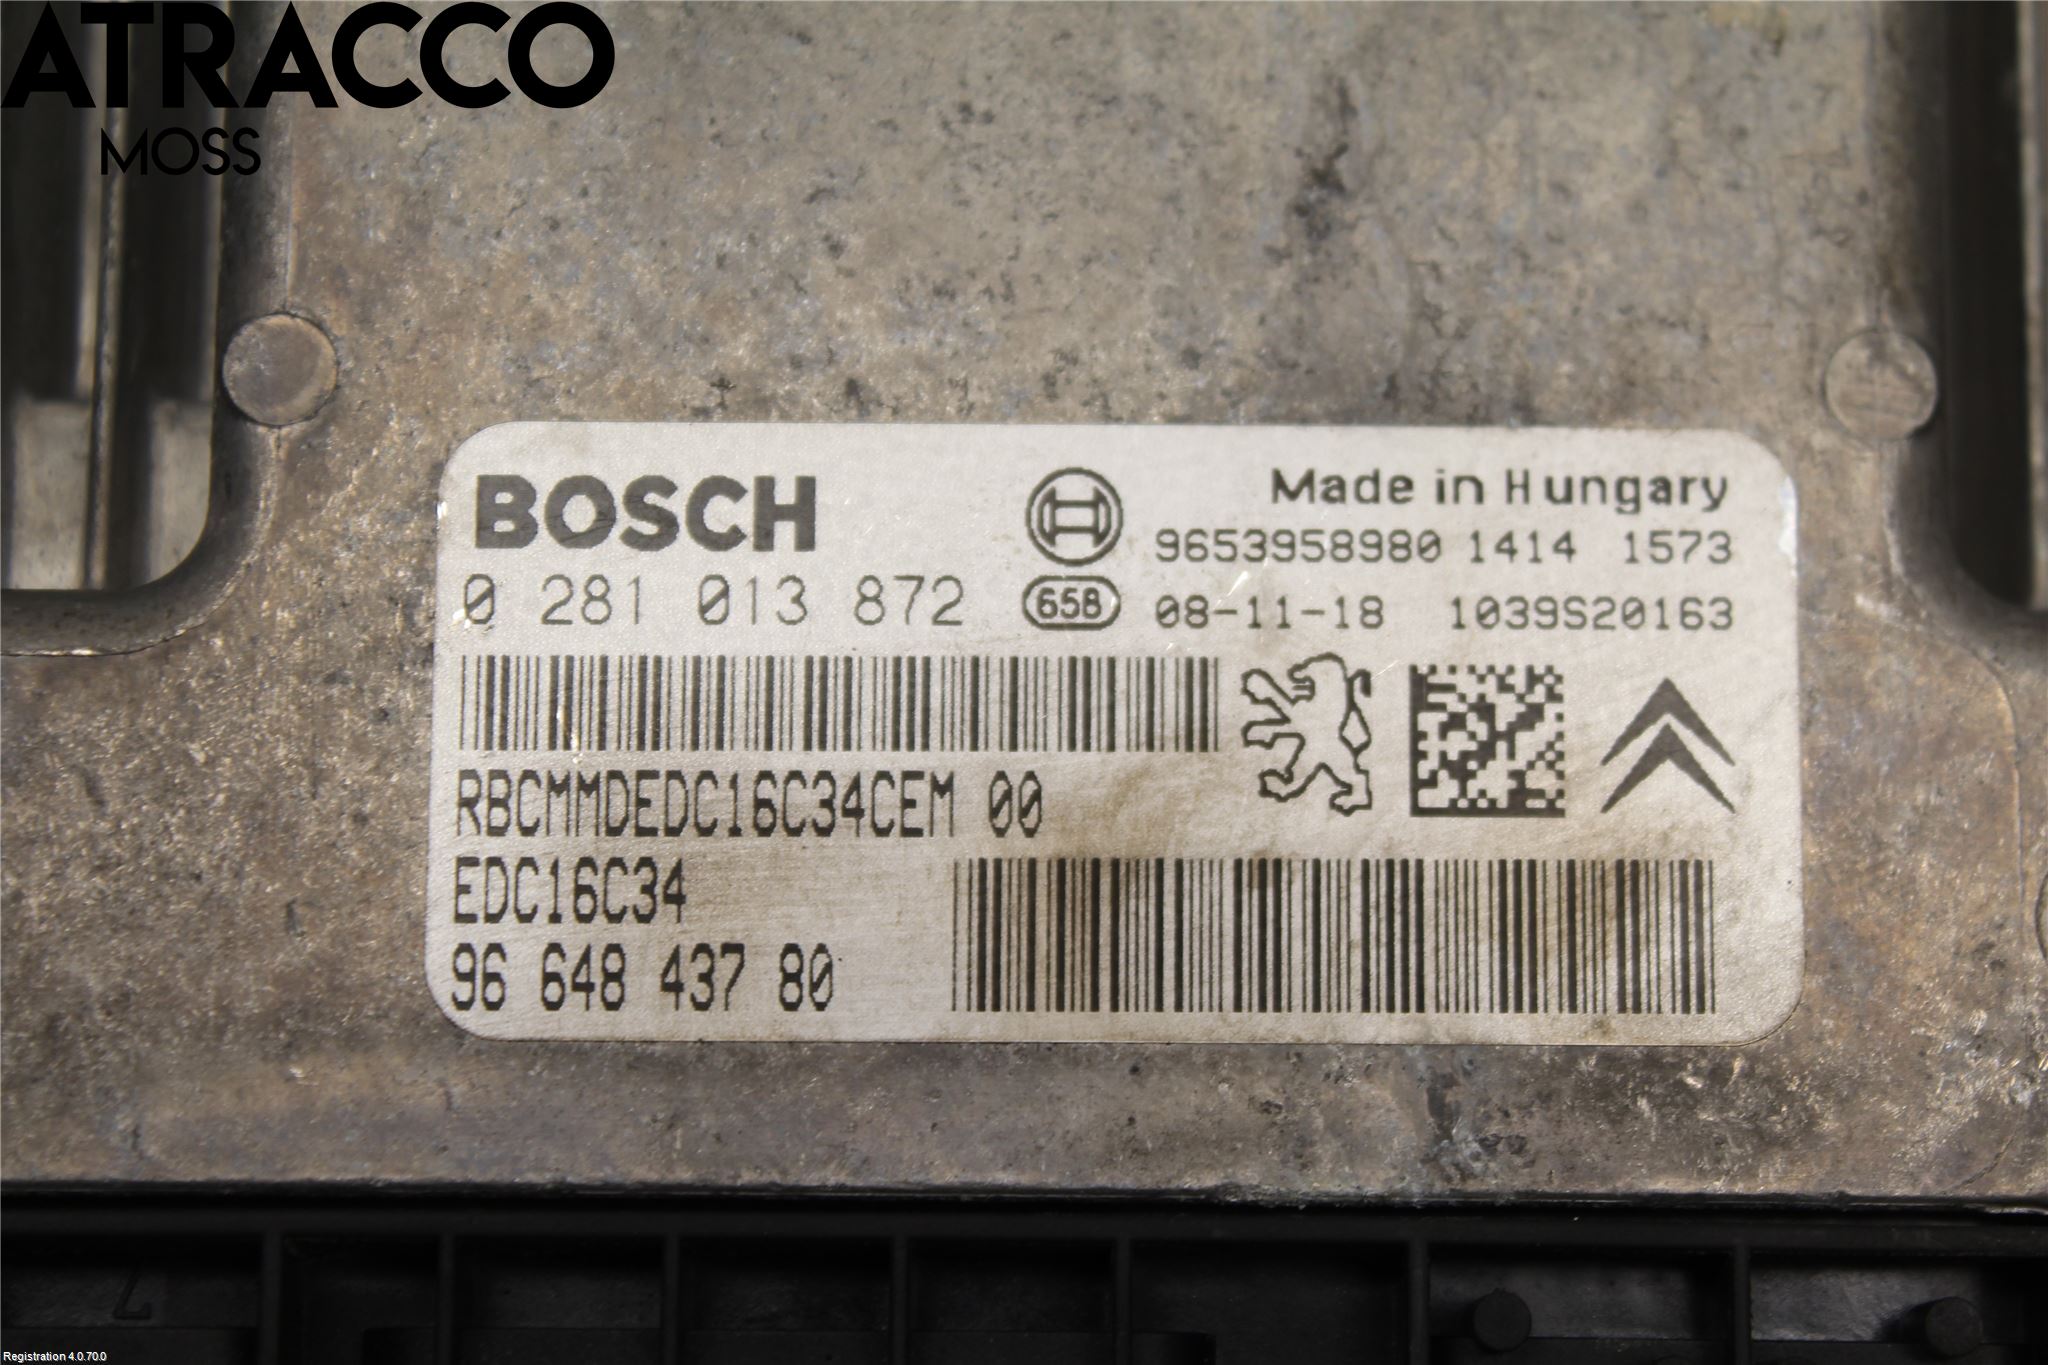 ATRACCO
MOSS
BOSCH
Made in Hungary
9653958980 1414 1573
0 281 013 872
65B
08-11-18 1039S20163
RBCMMDEDC16C34CEM 00
EDC16C34
96 648 437 80
Registration 4.0.70.0